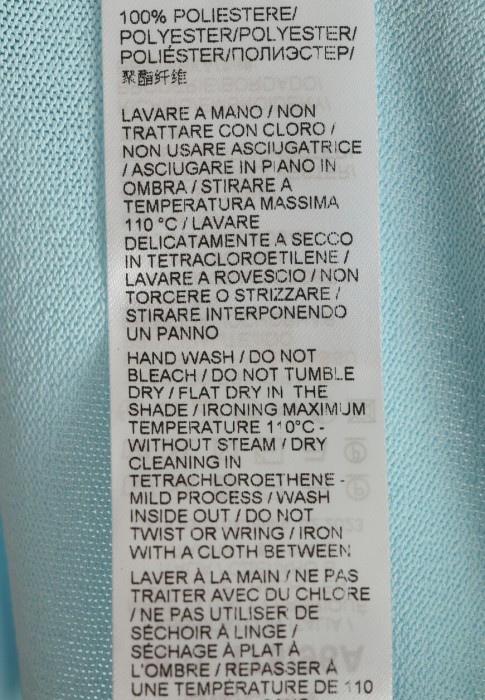 100% POLIESTERE/
POLYESTER/POLYESTER/
POLIÉSTER/ПОЛИЭСТЕР/
聚酯纤维
LAVARE A MANO / NON
TRATTARE CON CLORO /
NON USARE ASCIUGATRICE
/ ASCIUGARE IN PIANO IN
OMBRA / STIRARE A
TEMPERATURA MASSIMA
110 °C / LAVARE
DELICATAMENTE A SECCO
IN TETRACLOROETILENE /
LAVARE A ROVESCIO / NON
TORCERE O STRIZZARE /
STIRARE INTERPONENDO
UN PANNO
HAND WASH / DO NOT
BLEACH / DO NOT TUMBLE
DRY / FLAT DRY IN THE
SHADE / IRONING MAXIMUM
TEMPERATURE 110°C -
WITHOUT STEAM / DRY
CLEANING IN
TETRACHLOROETHENE -
MILD PROCESS / WASH
INSIDE OUT / DO NOT
TWIST OR WRING / IRON
WITH A CLOTH BETWEEN
LAVER À LA MAIN / NE PAS
TRAITER AVEC DU CHLORE
/ NE PAS UTILISER DE
SÉCHOIR À LINGE /
SÉCHAGE À PLAT À
L'OMBRE / REPASSER À
UNE TEMPÉRATURE DE 110